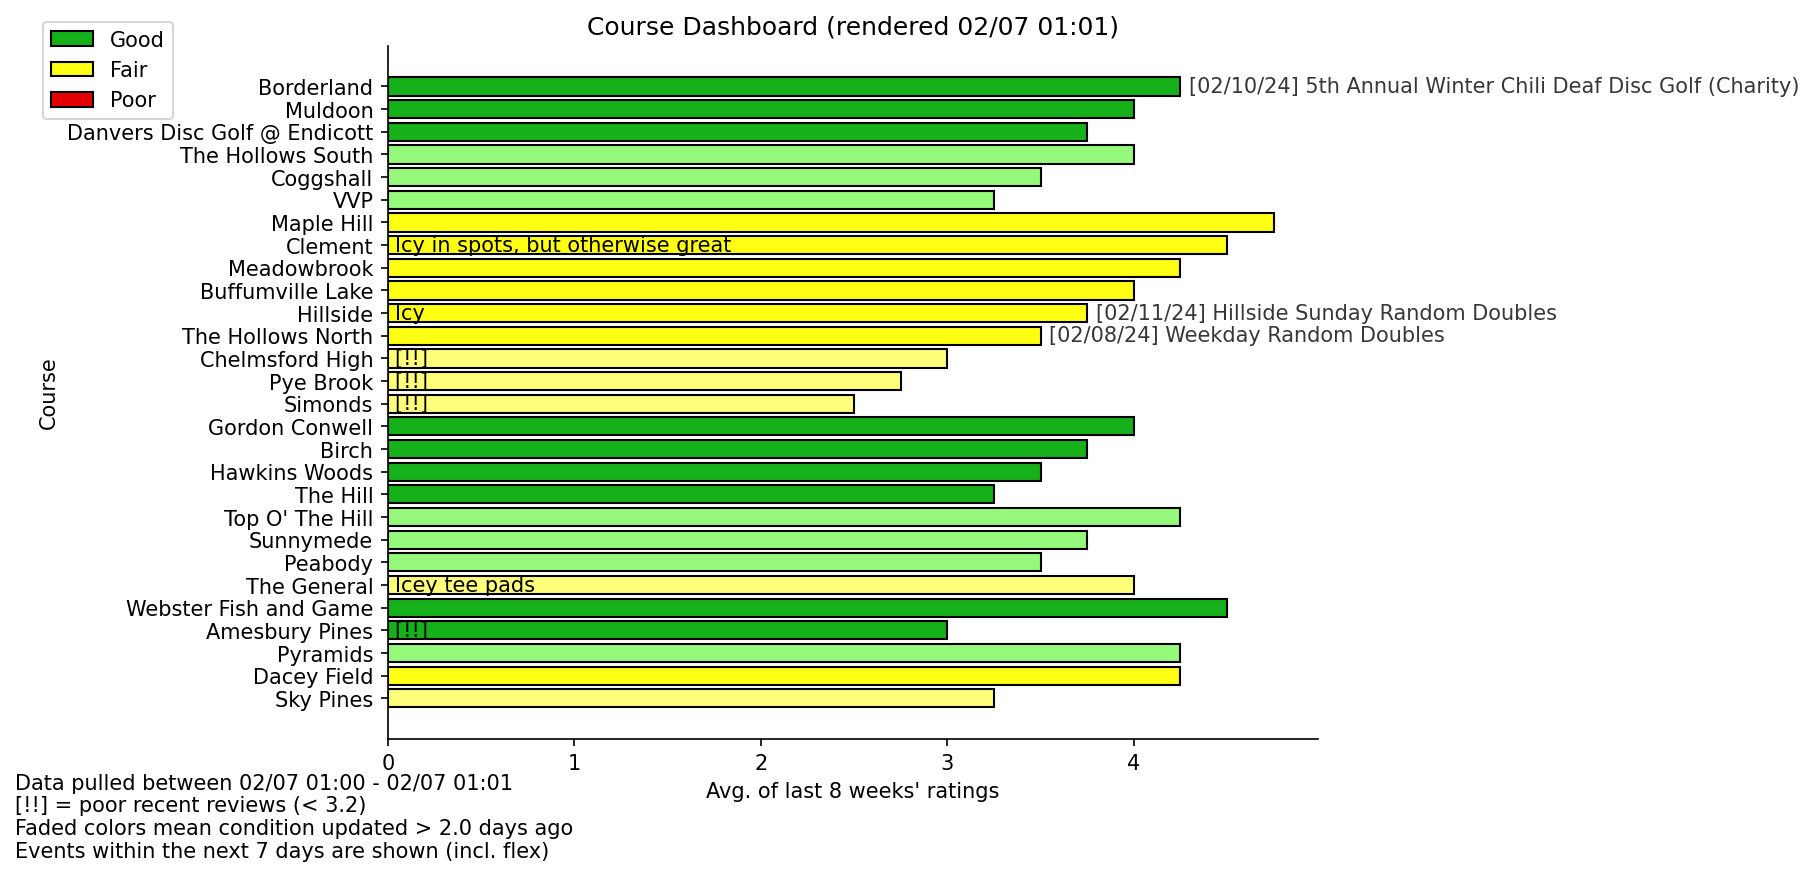 Course Dashboard (rendered 02/07 01:01)
Good
Fair
Poor
Course
Borderland [02/10/24] 5th Annual Winter Chili Deaf Disc Golf (Charity)
Muldoon
Danvers Disc Golf @ Endicott
The Hollows South
Coggshall
VVP
Maple Hill
Clement Icy in spots, but otherwise great
Meadowbrook
Buffumville Lake
Hillside Icy [02/11/24] Hillside Sunday Random Doubles
The Hollows North [02/08/24] Weekday Random Doubles
Chelmsford High [!!]
Pye Brook [!!]
Simonds [!!]
Gordon Conwell
Birch
Hawkins Woods
The Hill
Top O' The Hill
Sunnymede
Peabody
The General Icey tee pads
Webster Fish and Game
Amesbury Pines [!!]
Pyramids
Dacey Field
Sky Pines
0 1 2 3 4
Avg. of last 8 weeks' ratings
Data pulled between 02/07 01:00 - 02/07 01:01
[!!] = poor recent reviews (< 3.2)
Faded colors mean condition updated > 2.0 days ago
Events within the next 7 days are shown (incl. flex)